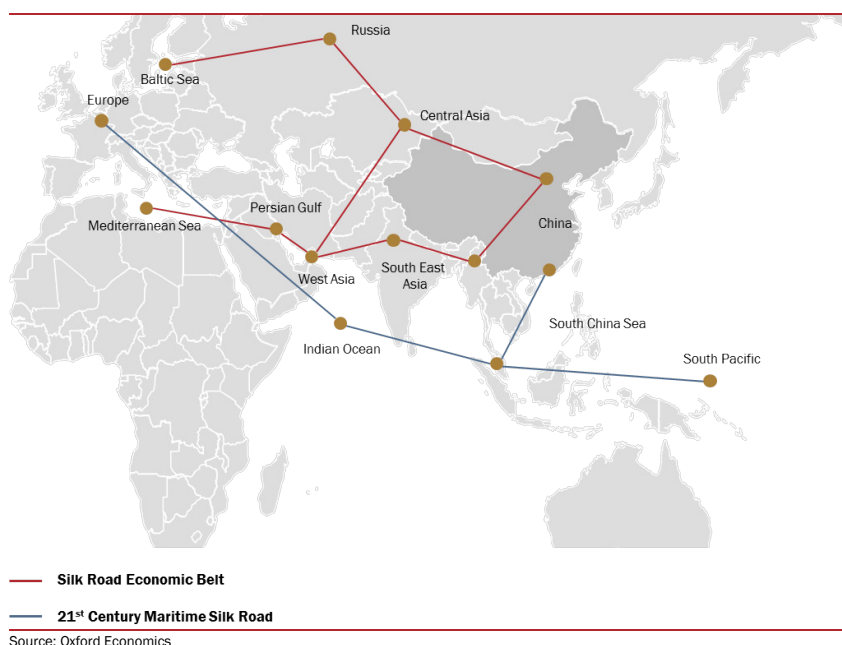 Russia
Baltic Sea
Europe
Central Asia
Persian Gulf
Mediterranean Sea
China
West Asia
South East
Asia
South China Sea
Indian Ocean
South Pacific
Silk Road Economic Belt
21st Century Maritime Silk Road
Source: Oxford Economics